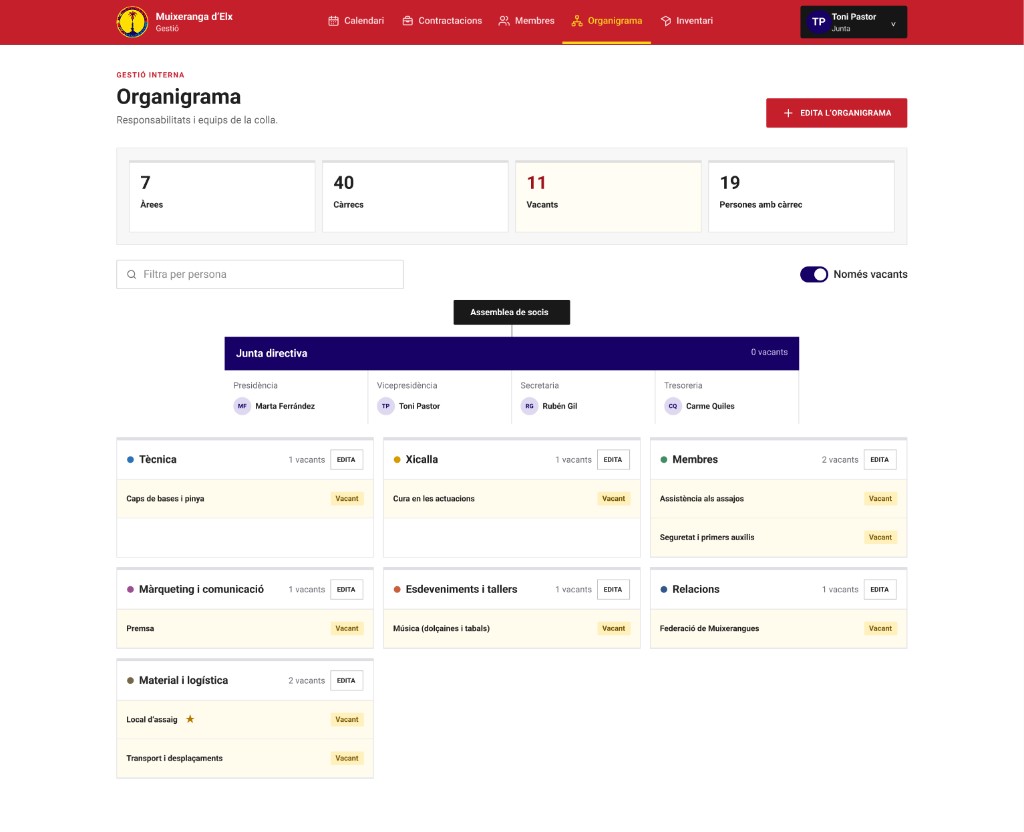 Muixeranga d'Elx
Gestió
Calendari
Contractacions
Membres
Organigrama
Inventari
TP
Toni Pastor
Junta
GESTIÓ INTERNA
Organigrama
Responsabilitats i equips de la colla.
+ EDITA L'ORGANIGRAMA
7
Àrees
40
Càrrecs
11
Vacants
19
Persones amb càrrec
Filtra per persona
Només vacants
Assemblea de socis
Junta directiva
0 vacants
Presidència
MF Marta Ferrández
Vicepresidència
TP Toni Pastor
Secretaria
RG Rubén Gil
Tresoreria
CQ Carme Quiles
Tècnica 1 vacants EDITA
Caps de bases i pinya Vacant
Xicalla 1 vacants EDITA
Cura en les actuacions Vacant
Membres 2 vacants EDITA
Assistència als assajos Vacant
Seguretat i primers auxilis Vacant
Màrqueting i comunicació 1 vacants EDITA
Premsa Vacant
Esdeveniments i tallers 1 vacants EDITA
Música (dolçaines i tabals) Vacant
Relacions 1 vacants EDITA
Federació de Muixerangues Vacant
Material i logística 2 vacants EDITA
Local d'assaig ★ Vacant
Transport i desplaçaments Vacant